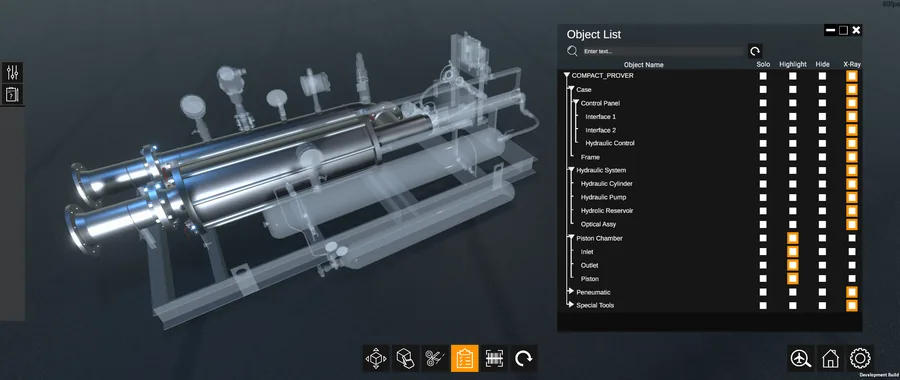 60fps
Object List
Enter text...
Object Name Solo Highlight Hide X-Ray
COMPACT_PROVER
Case
Control Panel
Interface 1
Interface 2
Hydraulic Control
Frame
Hydraulic System
Hydraulic Cylinder
Hydraulic Pump
Hydrolic Reservoir
Optical Assy
Piston Chamber
Inlet
Outlet
Piston
Peneumatic
Special Tools
Development Build